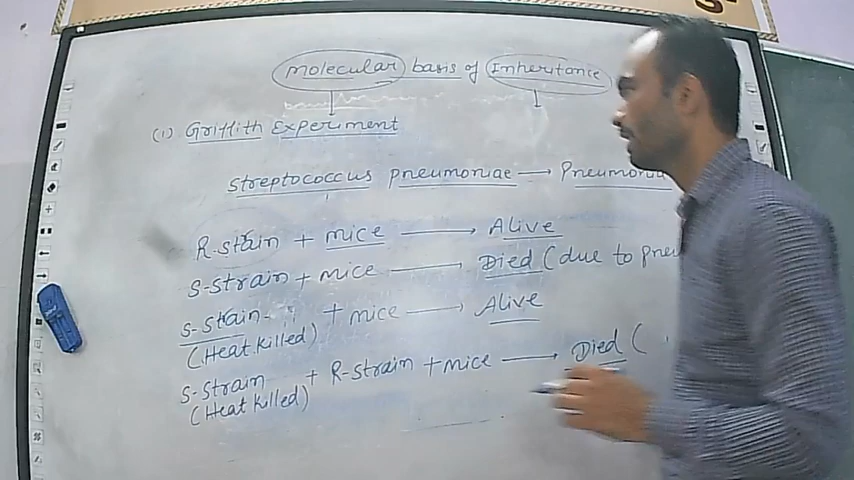 Molecular basis of Inheritance
(1) Griffith Experiment
streptococcus pneumoniae → Pneumonia
R-stain + mice → Alive
S-strain + mice → Died (due to pneu
S-strain + mice → Alive
(Heat killed)
S-strain + R-strain + mice → Died (
(Heat killed)